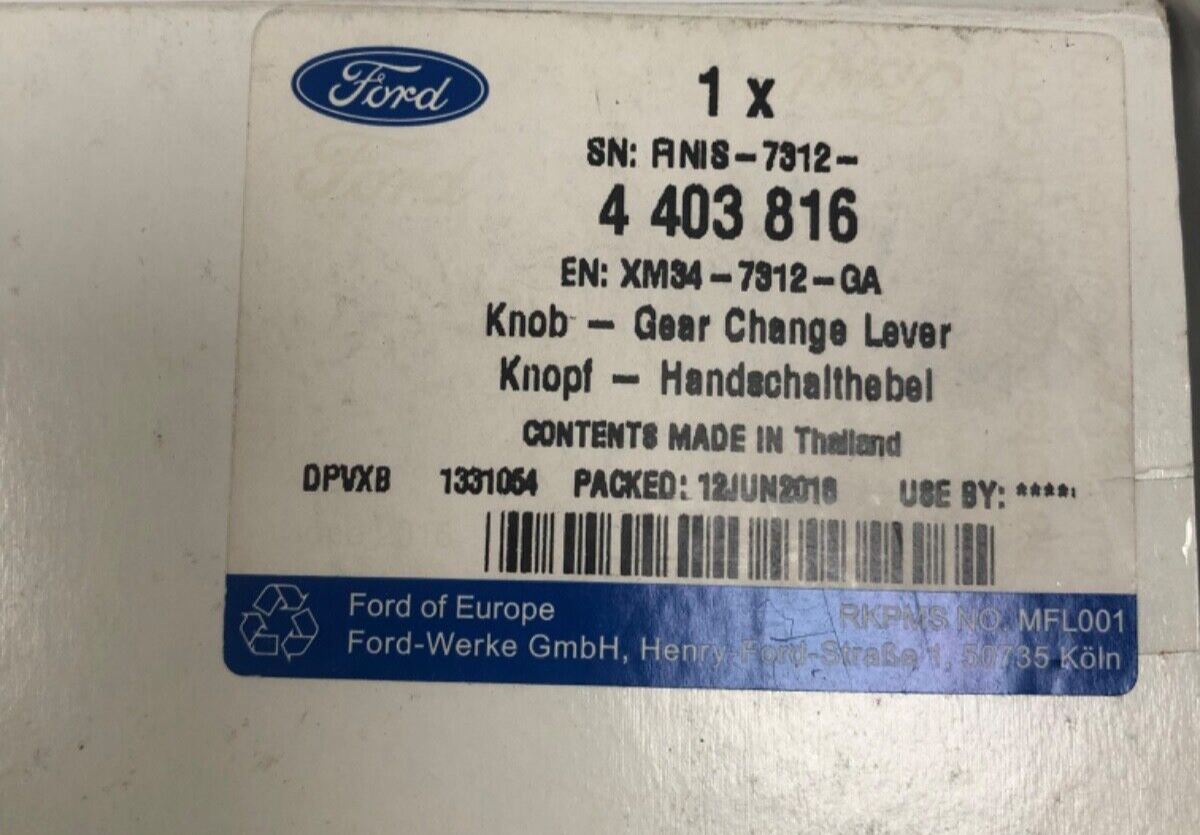 Ford
1 x
SN: FINIS-7312-
4 403 816
EN: XM34-7312-GA
Knob - Gear Change Lever
Knopf - Handschalthebel
CONTENTS MADE IN Thailand
DPVXB 1331054 PACKED: 12JUN2018 USE BY: ****
Ford of Europe RKPMS NO. MFL001
Ford-Werke GmbH, Henry-Ford-Straße 1, 50735 Köln